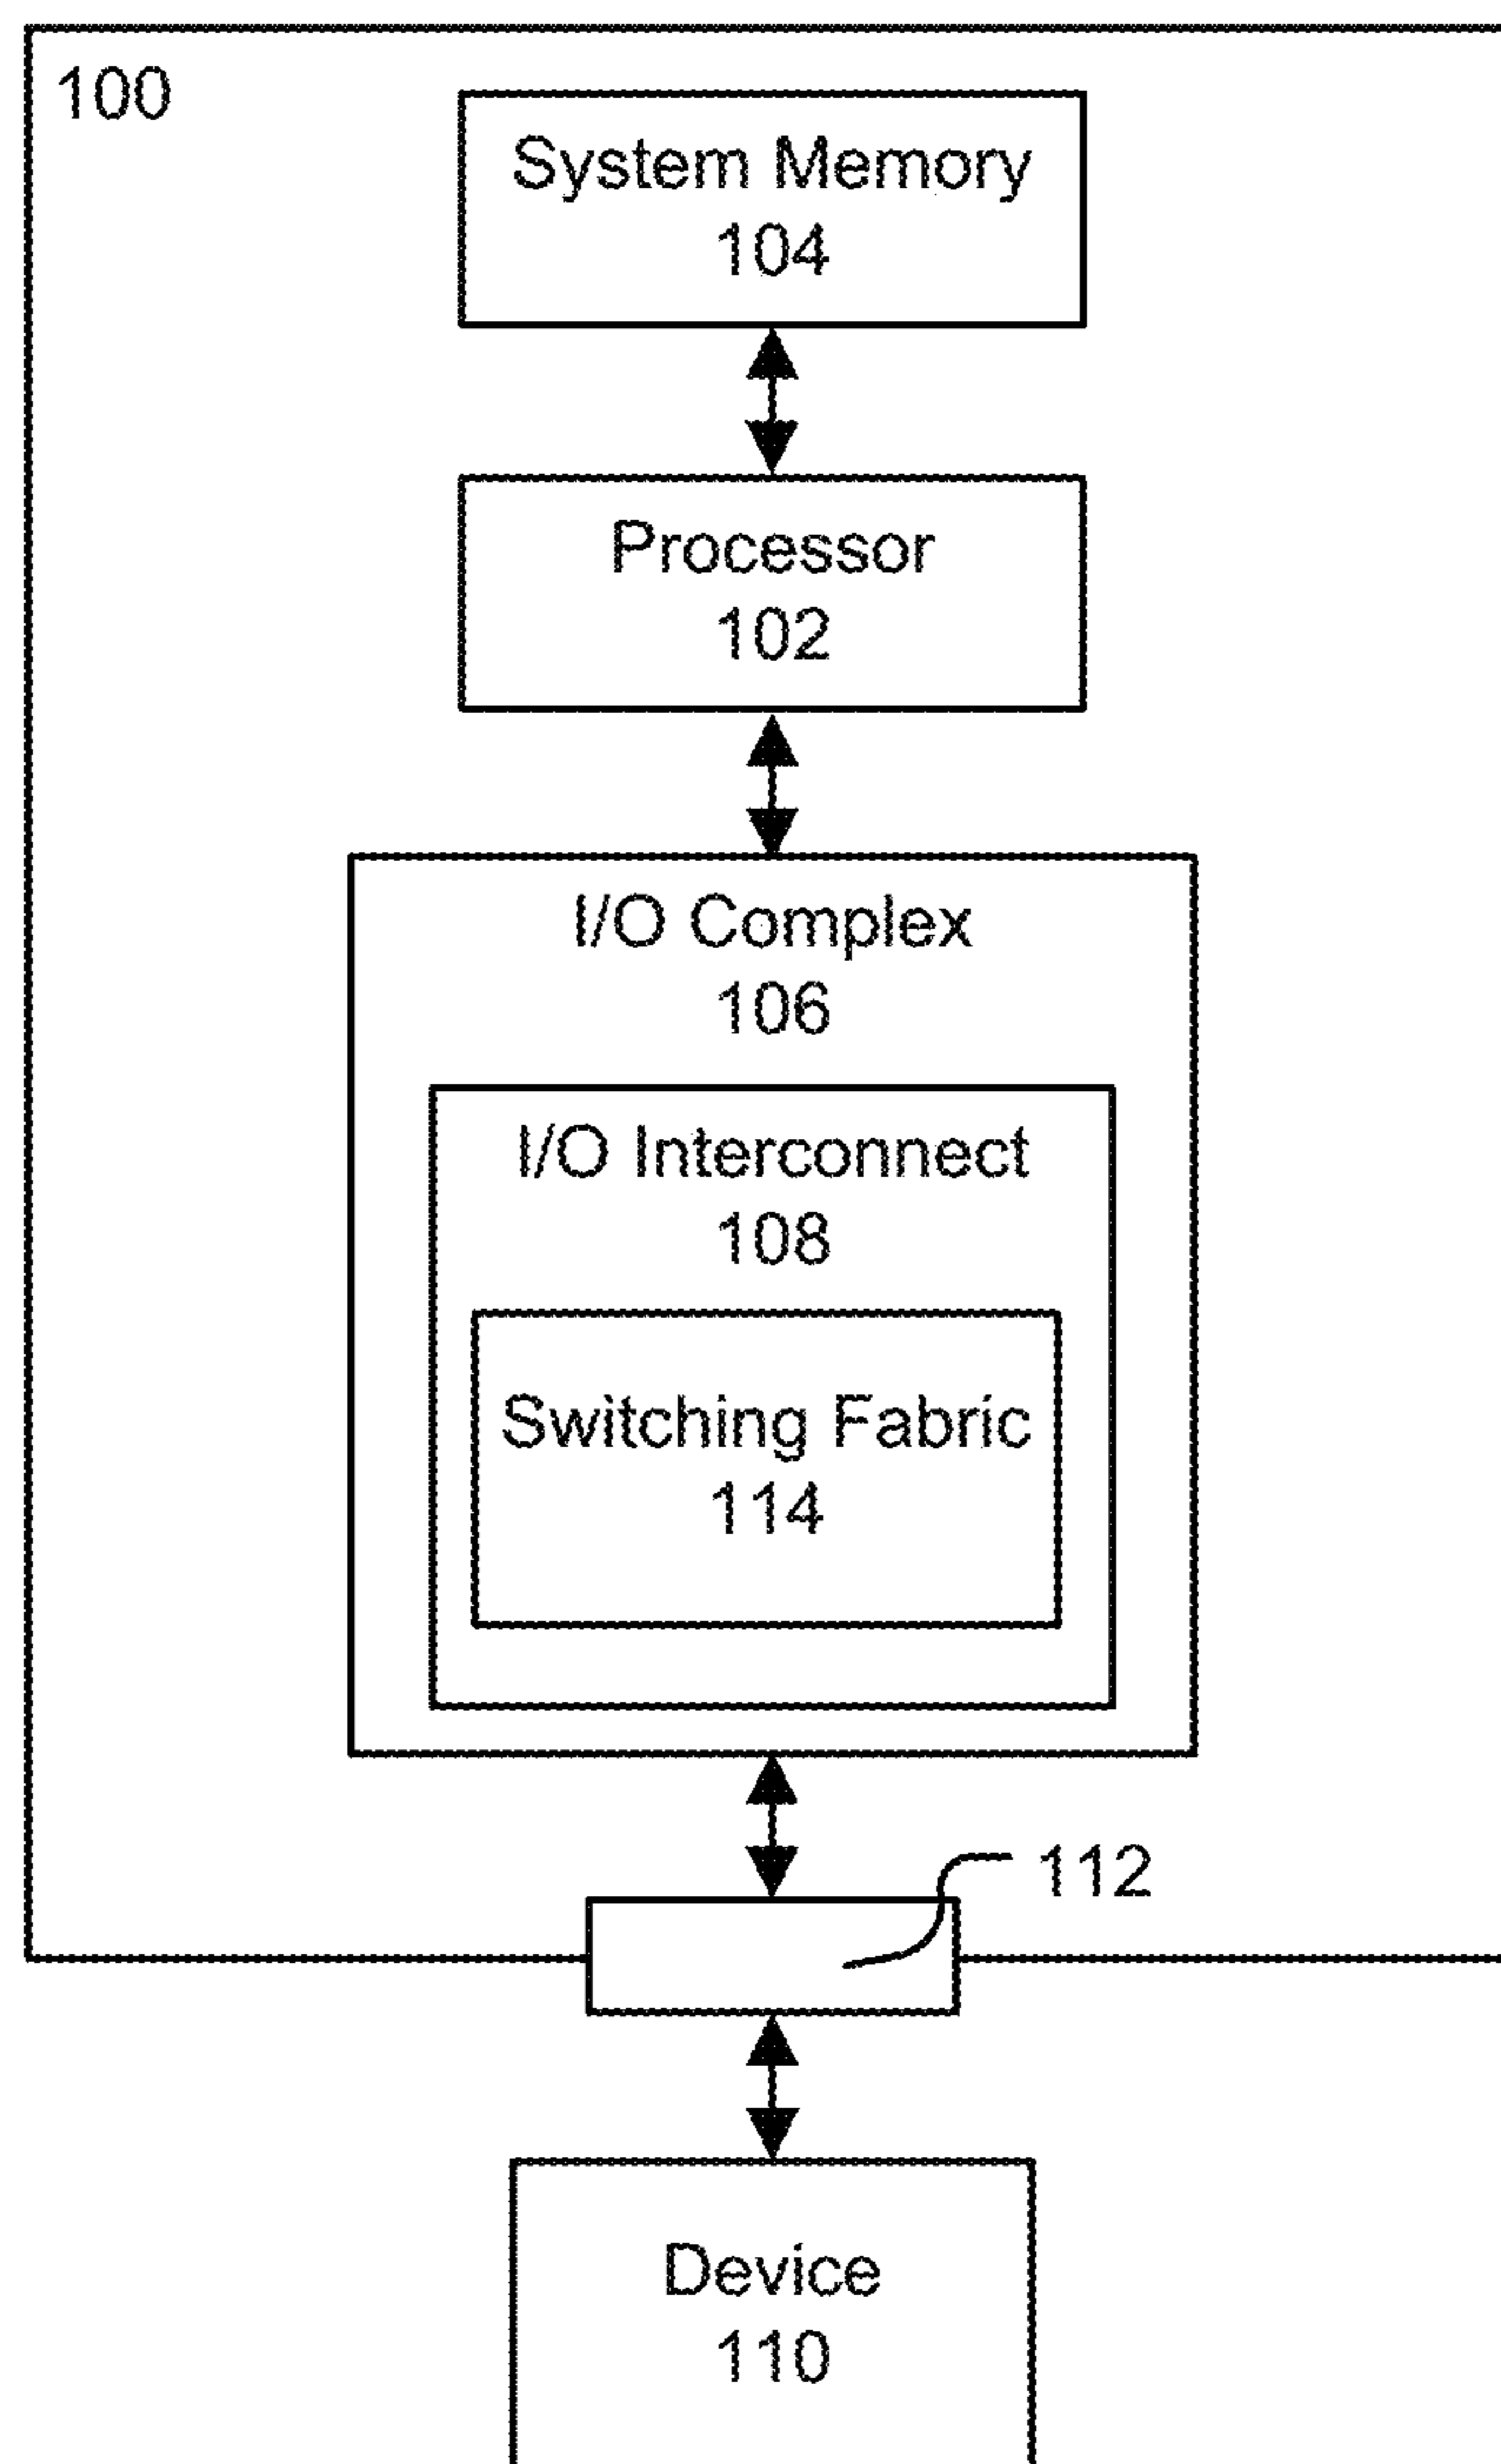 100
System Memory
104
Processor
102
I/O Complex
106
I/O Interconnect
108
Switching Fabric
114
112
Device
110